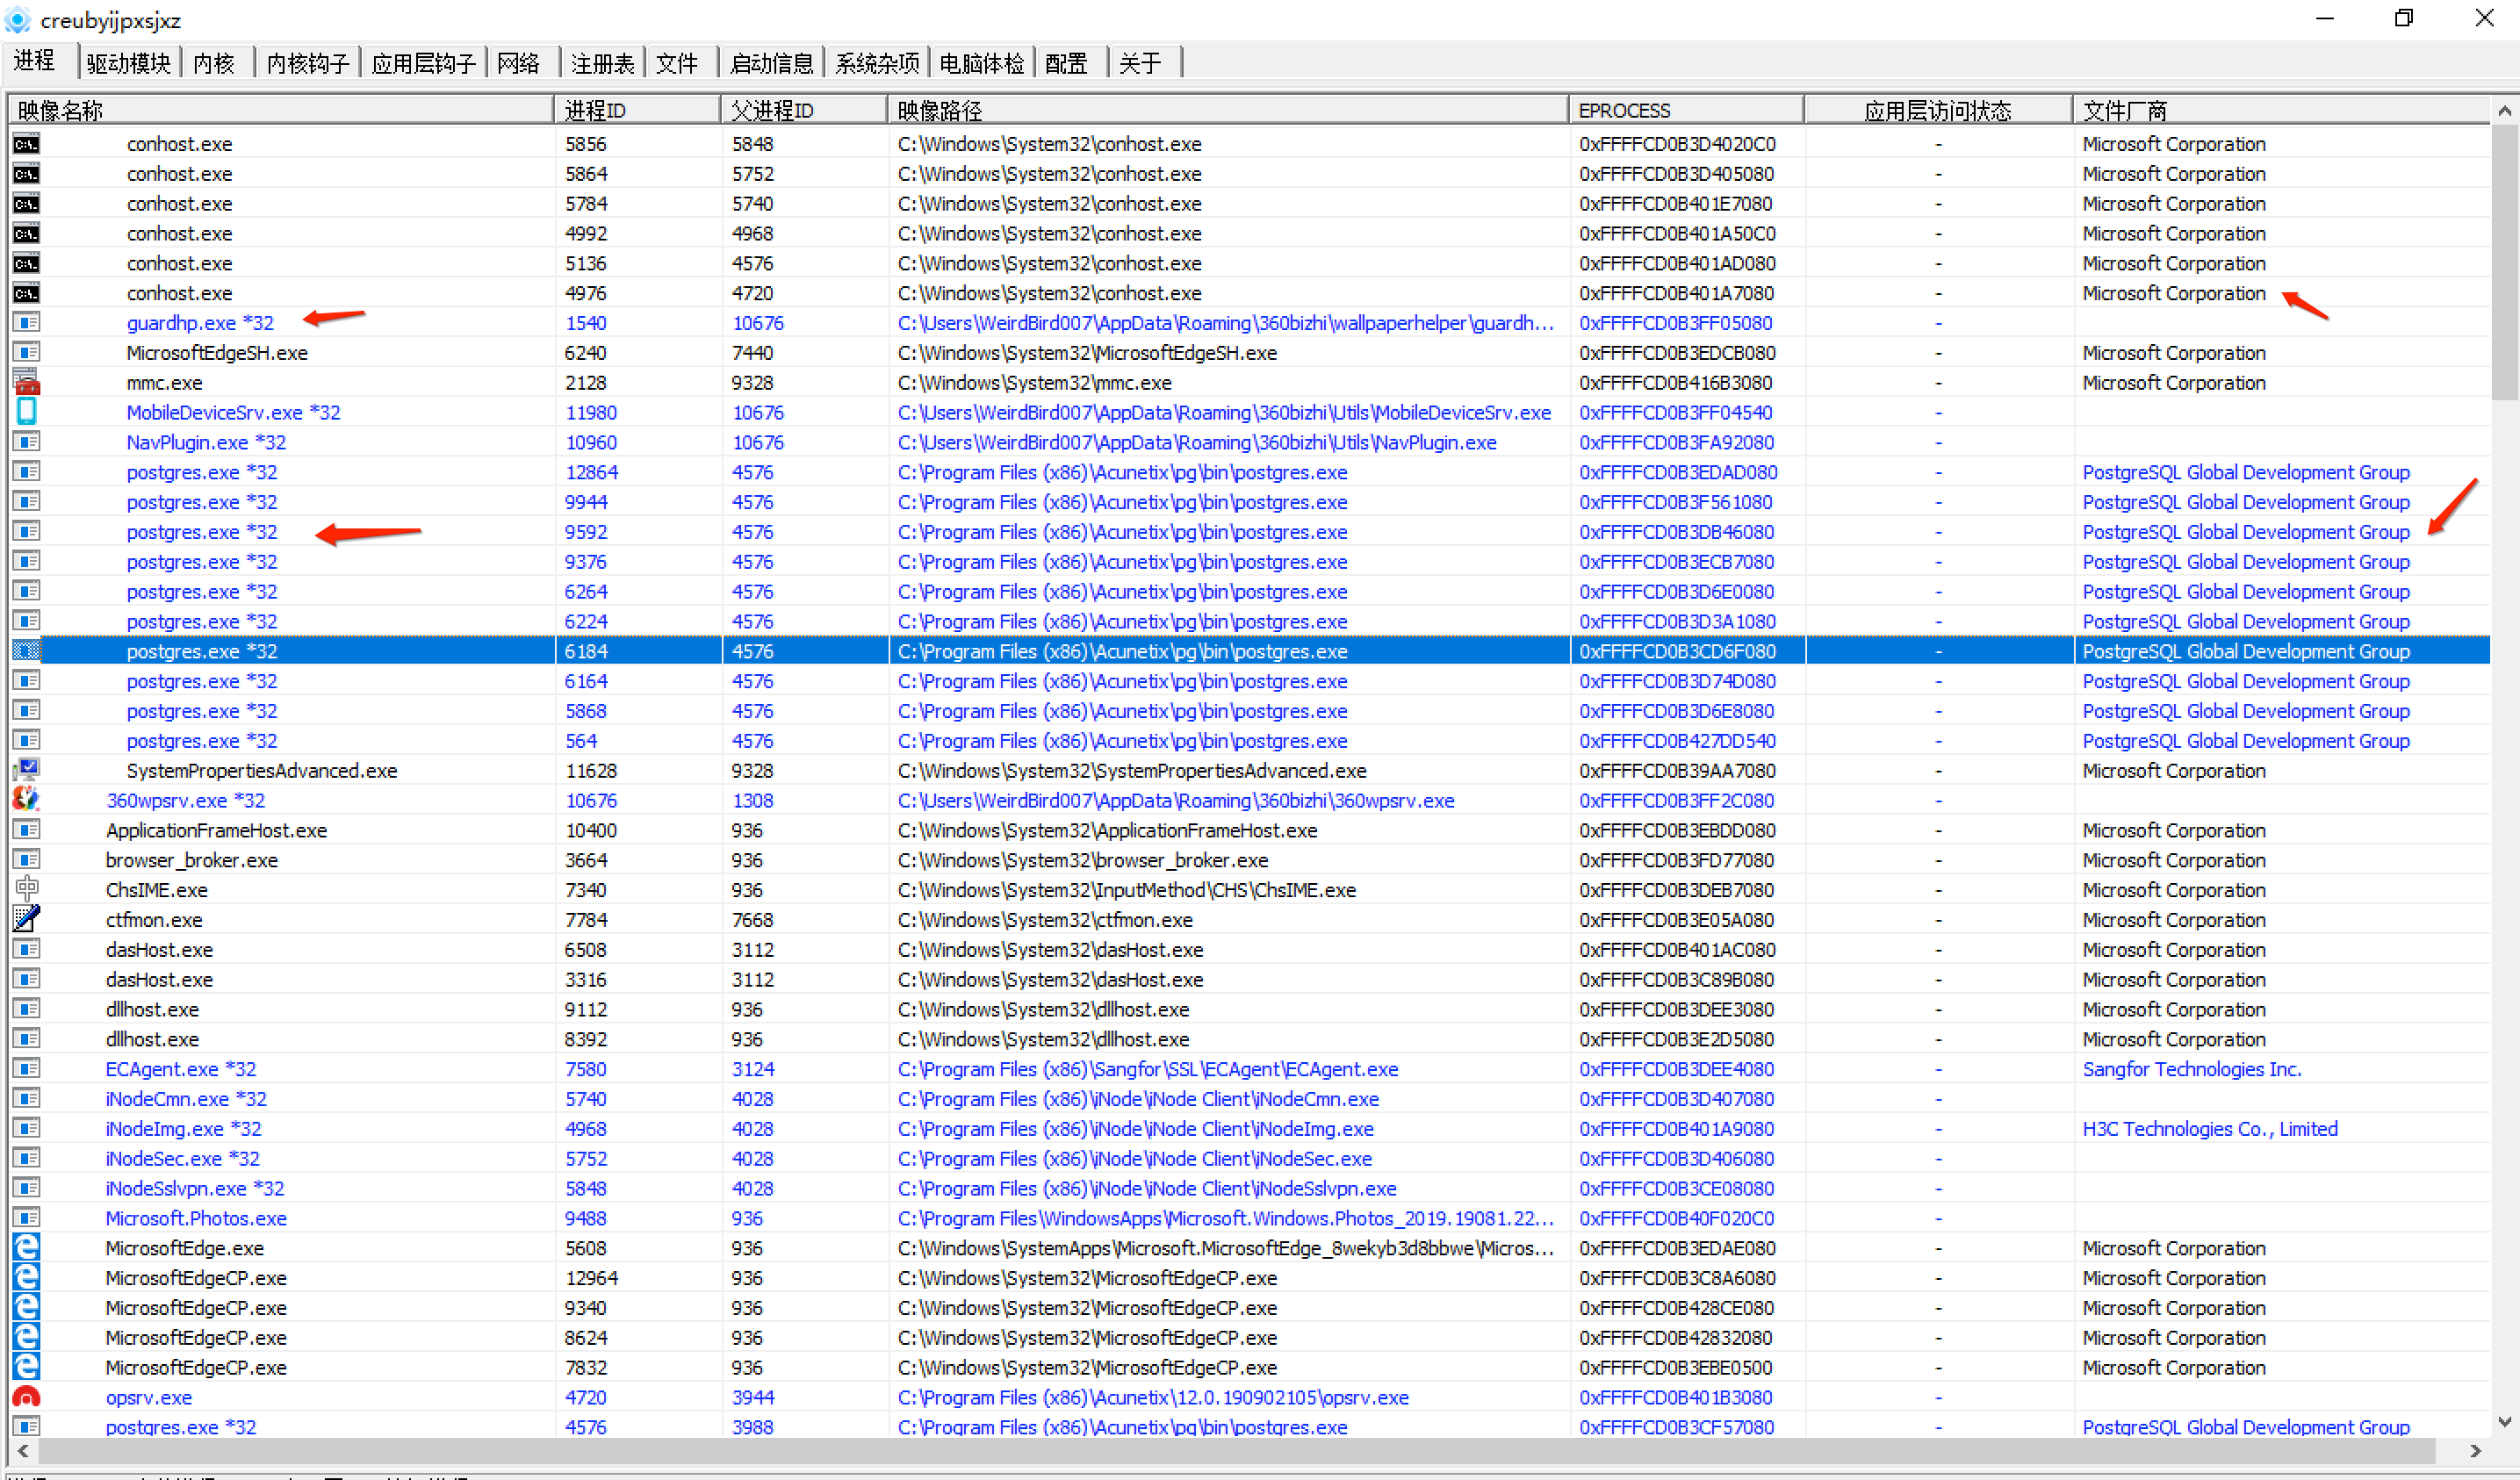 creubyijpxsjxz
进程 驱动模块 内核 内核钩子 应用层钩子 网络 注册表 文件 启动信息 系统杂项 电脑体检 配置 关于
映像名称 进程ID 父进程ID 映像路径 EPROCESS 应用层访问状态 文件厂商
conhost.exe 5856 5848 C:\Windows\System32\conhost.exe 0xFFFFCD0B3D4020C0 - Microsoft Corporation
conhost.exe 5864 5752 C:\Windows\System32\conhost.exe 0xFFFFCD0B3D405080 - Microsoft Corporation
conhost.exe 5784 5740 C:\Windows\System32\conhost.exe 0xFFFFCD0B401E7080 - Microsoft Corporation
conhost.exe 4992 4968 C:\Windows\System32\conhost.exe 0xFFFFCD0B401A50C0 - Microsoft Corporation
conhost.exe 5136 4576 C:\Windows\System32\conhost.exe 0xFFFFCD0B401AD080 - Microsoft Corporation
conhost.exe 4976 4720 C:\Windows\System32\conhost.exe 0xFFFFCD0B401A7080 - Microsoft Corporation
guardhp.exe *32 1540 10676 C:\Users\WeirdBird007\AppData\Roaming\360bizhi\wallpaperhelper\guardh... 0xFFFFCD0B3FF05080 -
MicrosoftEdgeSH.exe 6240 7440 C:\Windows\System32\MicrosoftEdgeSH.exe 0xFFFFCD0B3EDCB080 - Microsoft Corporation
mmc.exe 2128 9328 C:\Windows\System32\mmc.exe 0xFFFFCD0B416B3080 - Microsoft Corporation
MobileDeviceSrv.exe *32 11980 10676 C:\Users\WeirdBird007\AppData\Roaming\360bizhi\Utils\MobileDeviceSrv.exe 0xFFFFCD0B3FF04540 -
NavPlugin.exe *32 10960 10676 C:\Users\WeirdBird007\AppData\Roaming\360bizhi\Utils\NavPlugin.exe 0xFFFFCD0B3FA92080 -
postgres.exe *32 12864 4576 C:\Program Files (x86)\Acunetix\pg\bin\postgres.exe 0xFFFFCD0B3EDAD080 - PostgreSQL Global Development Group
postgres.exe *32 9944 4576 C:\Program Files (x86)\Acunetix\pg\bin\postgres.exe 0xFFFFCD0B3F561080 - PostgreSQL Global Development Group
postgres.exe *32 9592 4576 C:\Program Files (x86)\Acunetix\pg\bin\postgres.exe 0xFFFFCD0B3DB46080 - PostgreSQL Global Development Group
postgres.exe *32 9376 4576 C:\Program Files (x86)\Acunetix\pg\bin\postgres.exe 0xFFFFCD0B3ECB7080 - PostgreSQL Global Development Group
postgres.exe *32 6264 4576 C:\Program Files (x86)\Acunetix\pg\bin\postgres.exe 0xFFFFCD0B3D6E0080 - PostgreSQL Global Development Group
postgres.exe *32 6224 4576 C:\Program Files (x86)\Acunetix\pg\bin\postgres.exe 0xFFFFCD0B3D3A1080 - PostgreSQL Global Development Group
postgres.exe *32 6184 4576 C:\Program Files (x86)\Acunetix\pg\bin\postgres.exe 0xFFFFCD0B3CD6F080 - PostgreSQL Global Development Group
postgres.exe *32 6164 4576 C:\Program Files (x86)\Acunetix\pg\bin\postgres.exe 0xFFFFCD0B3D74D080 - PostgreSQL Global Development Group
postgres.exe *32 5868 4576 C:\Program Files (x86)\Acunetix\pg\bin\postgres.exe 0xFFFFCD0B3D6E8080 - PostgreSQL Global Development Group
postgres.exe *32 564 4576 C:\Program Files (x86)\Acunetix\pg\bin\postgres.exe 0xFFFFCD0B427DD540 - PostgreSQL Global Development Group
SystemPropertiesAdvanced.exe 11628 9328 C:\Windows\System32\SystemPropertiesAdvanced.exe 0xFFFFCD0B39AA7080 - Microsoft Corporation
360wpsrv.exe *32 10676 1308 C:\Users\WeirdBird007\AppData\Roaming\360bizhi\360wpsrv.exe 0xFFFFCD0B3FF2C080 -
ApplicationFrameHost.exe 10400 936 C:\Windows\System32\ApplicationFrameHost.exe 0xFFFFCD0B3EBDD080 - Microsoft Corporation
browser_broker.exe 3664 936 C:\Windows\System32\browser_broker.exe 0xFFFFCD0B3FD77080 - Microsoft Corporation
ChsIME.exe 7340 936 C:\Windows\System32\InputMethod\CHS\ChsIME.exe 0xFFFFCD0B3DEB7080 - Microsoft Corporation
ctfmon.exe 7784 7668 C:\Windows\System32\ctfmon.exe 0xFFFFCD0B3E05A080 - Microsoft Corporation
dasHost.exe 6508 3112 C:\Windows\System32\dasHost.exe 0xFFFFCD0B401AC080 - Microsoft Corporation
dasHost.exe 3316 3112 C:\Windows\System32\dasHost.exe 0xFFFFCD0B3C89B080 - Microsoft Corporation
dllhost.exe 9112 936 C:\Windows\System32\dllhost.exe 0xFFFFCD0B3DEE3080 - Microsoft Corporation
dllhost.exe 8392 936 C:\Windows\System32\dllhost.exe 0xFFFFCD0B3E2D5080 - Microsoft Corporation
ECAgent.exe *32 7580 3124 C:\Program Files (x86)\Sangfor\SSL\ECAgent\ECAgent.exe 0xFFFFCD0B3DEE4080 - Sangfor Technologies Inc.
iNodeCmn.exe *32 5740 4028 C:\Program Files (x86)\iNode\iNode Client\iNodeCmn.exe 0xFFFFCD0B3D407080 -
iNodeImg.exe *32 4968 4028 C:\Program Files (x86)\iNode\iNode Client\iNodeImg.exe 0xFFFFCD0B401A9080 - H3C Technologies Co., Limited
iNodeSec.exe *32 5752 4028 C:\Program Files (x86)\iNode\iNode Client\iNodeSec.exe 0xFFFFCD0B3D406080 -
iNodeSslvpn.exe *32 5848 4028 C:\Program Files (x86)\iNode\iNode Client\iNodeSslvpn.exe 0xFFFFCD0B3CE08080 -
Microsoft.Photos.exe 9488 936 C:\Program Files\WindowsApps\Microsoft.Windows.Photos_2019.19081.22... 0xFFFFCD0B40F020C0 -
MicrosoftEdge.exe 5608 936 C:\Windows\SystemApps\Microsoft.MicrosoftEdge_8wekyb3d8bbwe\Micros... 0xFFFFCD0B3EDAE080 - Microsoft Corporation
MicrosoftEdgeCP.exe 12964 936 C:\Windows\System32\MicrosoftEdgeCP.exe 0xFFFFCD0B3C8A6080 - Microsoft Corporation
MicrosoftEdgeCP.exe 9340 936 C:\Windows\System32\MicrosoftEdgeCP.exe 0xFFFFCD0B428CE080 - Microsoft Corporation
MicrosoftEdgeCP.exe 8624 936 C:\Windows\System32\MicrosoftEdgeCP.exe 0xFFFFCD0B42832080 - Microsoft Corporation
MicrosoftEdgeCP.exe 7832 936 C:\Windows\System32\MicrosoftEdgeCP.exe 0xFFFFCD0B3EBE0500 - Microsoft Corporation
opsrv.exe 4720 3944 C:\Program Files (x86)\Acunetix\12.0.190902105\opsrv.exe 0xFFFFCD0B401B3080 -
postgres.exe *32 4576 3988 C:\Program Files (x86)\Acunetix\pg\bin\postgres.exe 0xFFFFCD0B3CF57080 - PostgreSQL Global Development Group